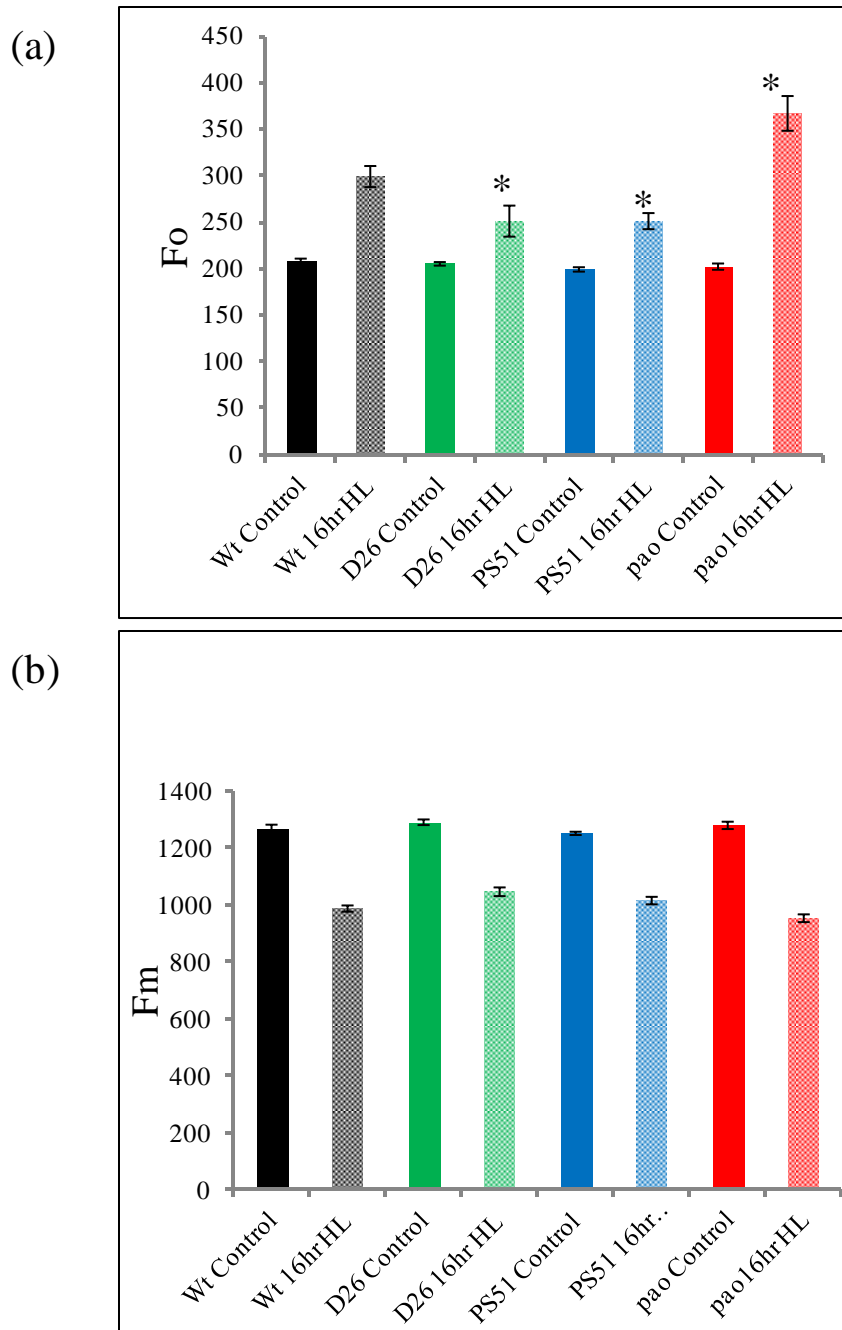 (a)
450
400
350
300
250
200
150
100
50
0
Fo
*
*
*
Wt Control
Wt 16hr HL
D26 Control
D26 16hr HL
PS51 Control
PS51 16hr HL
pao Control
pao16hr HL
(b)
1400
1200
1000
800
600
400
200
0
Fm
Wt Control
Wt 16hr HL
D26 Control
D26 16hr HL
PS51 Control
PS51 16hr..
pao Control
pao16hr HL